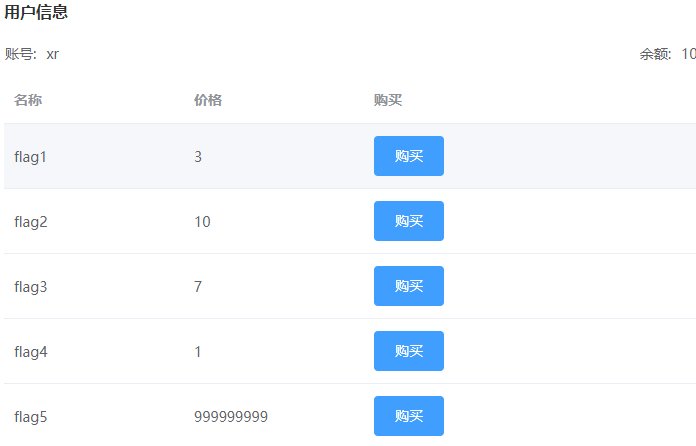 用户信息
账号: xr 余额: 10
名称 价格 购买
flag1 3 购买
flag2 10 购买
flag3 7 购买
flag4 1 购买
flag5 999999999 购买